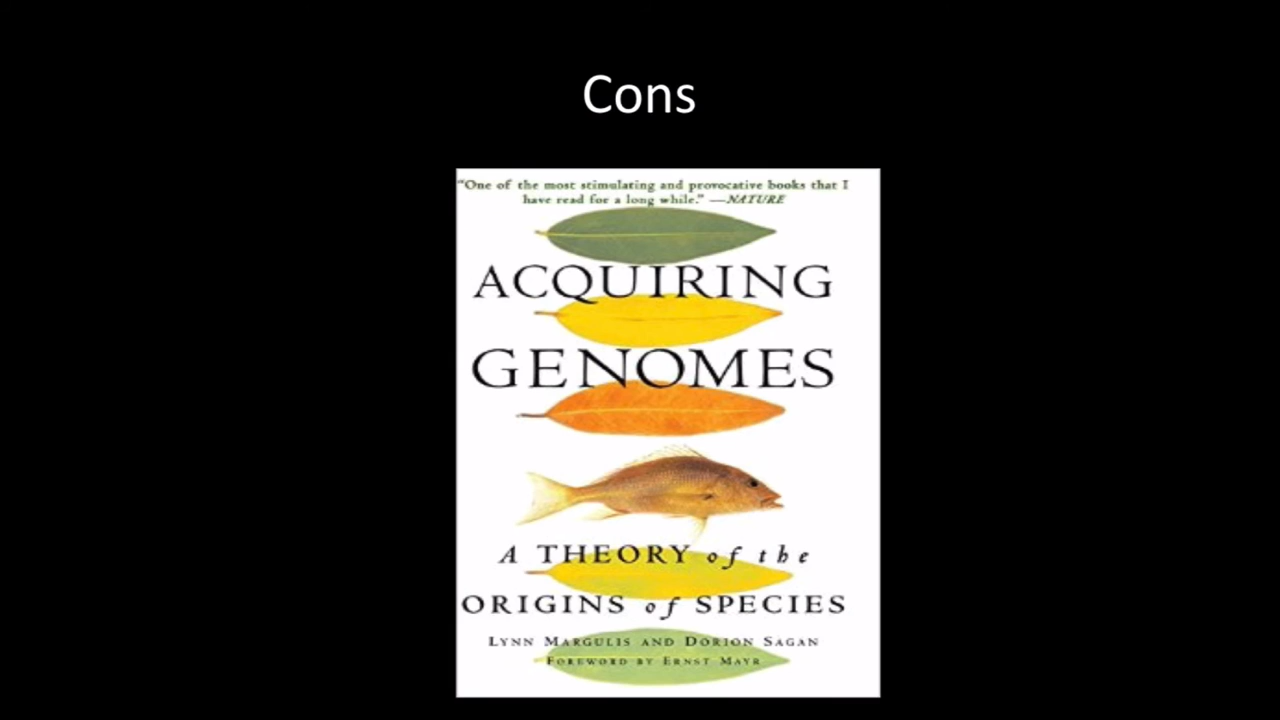 Cons
"One of the most stimulating and provocative books that I
have read for a long while." —NATURE
ACQUIRING
GENOMES
A THEORY of the
ORIGINS of SPECIES
LYNN MARGULIS AND DORION SAGAN
FOREWORD BY ERNST MAYR